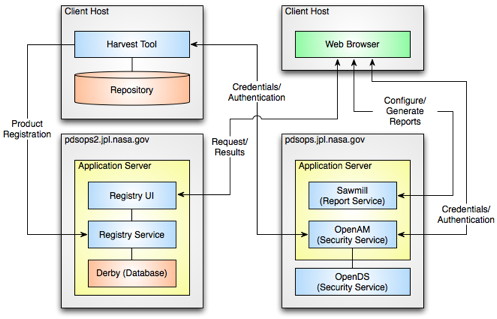 Client Host
Harvest Tool
Repository
Client Host
Web Browser
Credentials/
Authentication
Configure/
Generate
Reports
Product
Registration
Request/
Results
pdsops2.jpl.nasa.gov
Application Server
Registry UI
Registry Service
Derby (Database)
pdsops.jpl.nasa.gov
Application Server
Sawmill
(Report Service)
OpenAM
(Security Service)
OpenDS
(Security Service)
Credentials/
Authentication